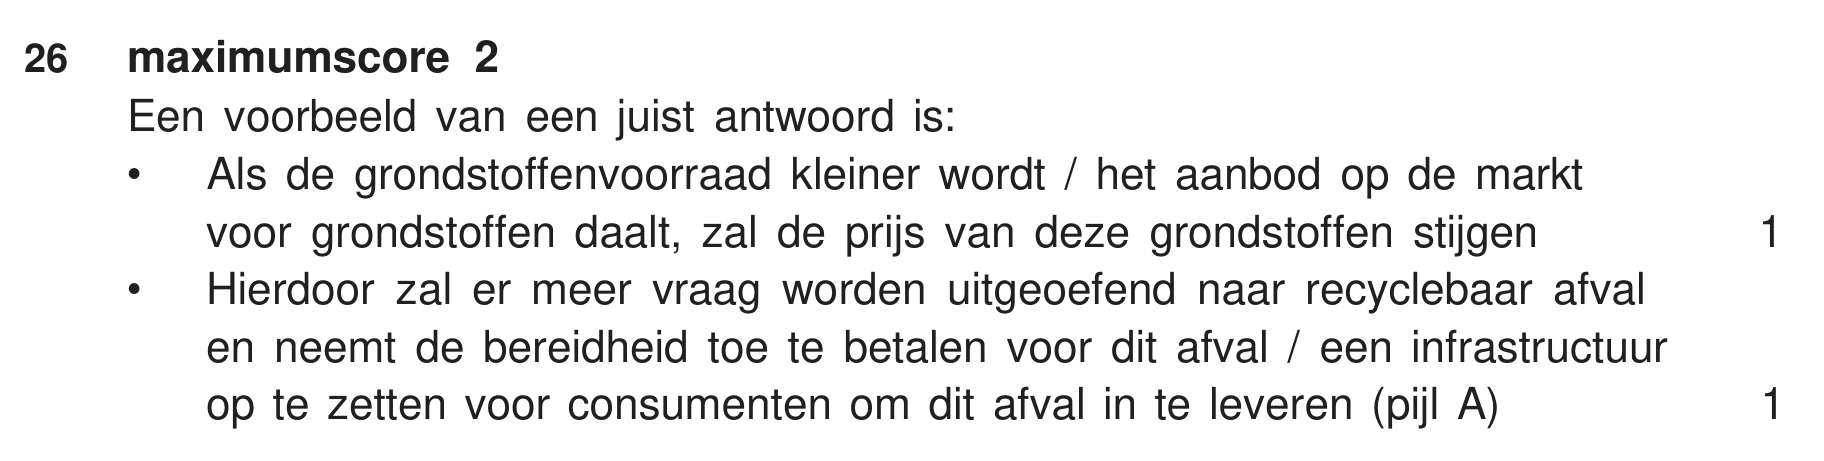 26 maximumscore 2
Een voorbeeld van een juist antwoord is:
• Als de grondstoffenvoorraad kleiner wordt / het aanbod op de markt
voor grondstoffen daalt, zal de prijs van deze grondstoffen stijgen 1
• Hierdoor zal er meer vraag worden uitgeoefend naar recyclebaar afval
en neemt de bereidheid toe te betalen voor dit afval / een infrastructuur
op te zetten voor consumenten om dit afval in te leveren (pijl A) 1